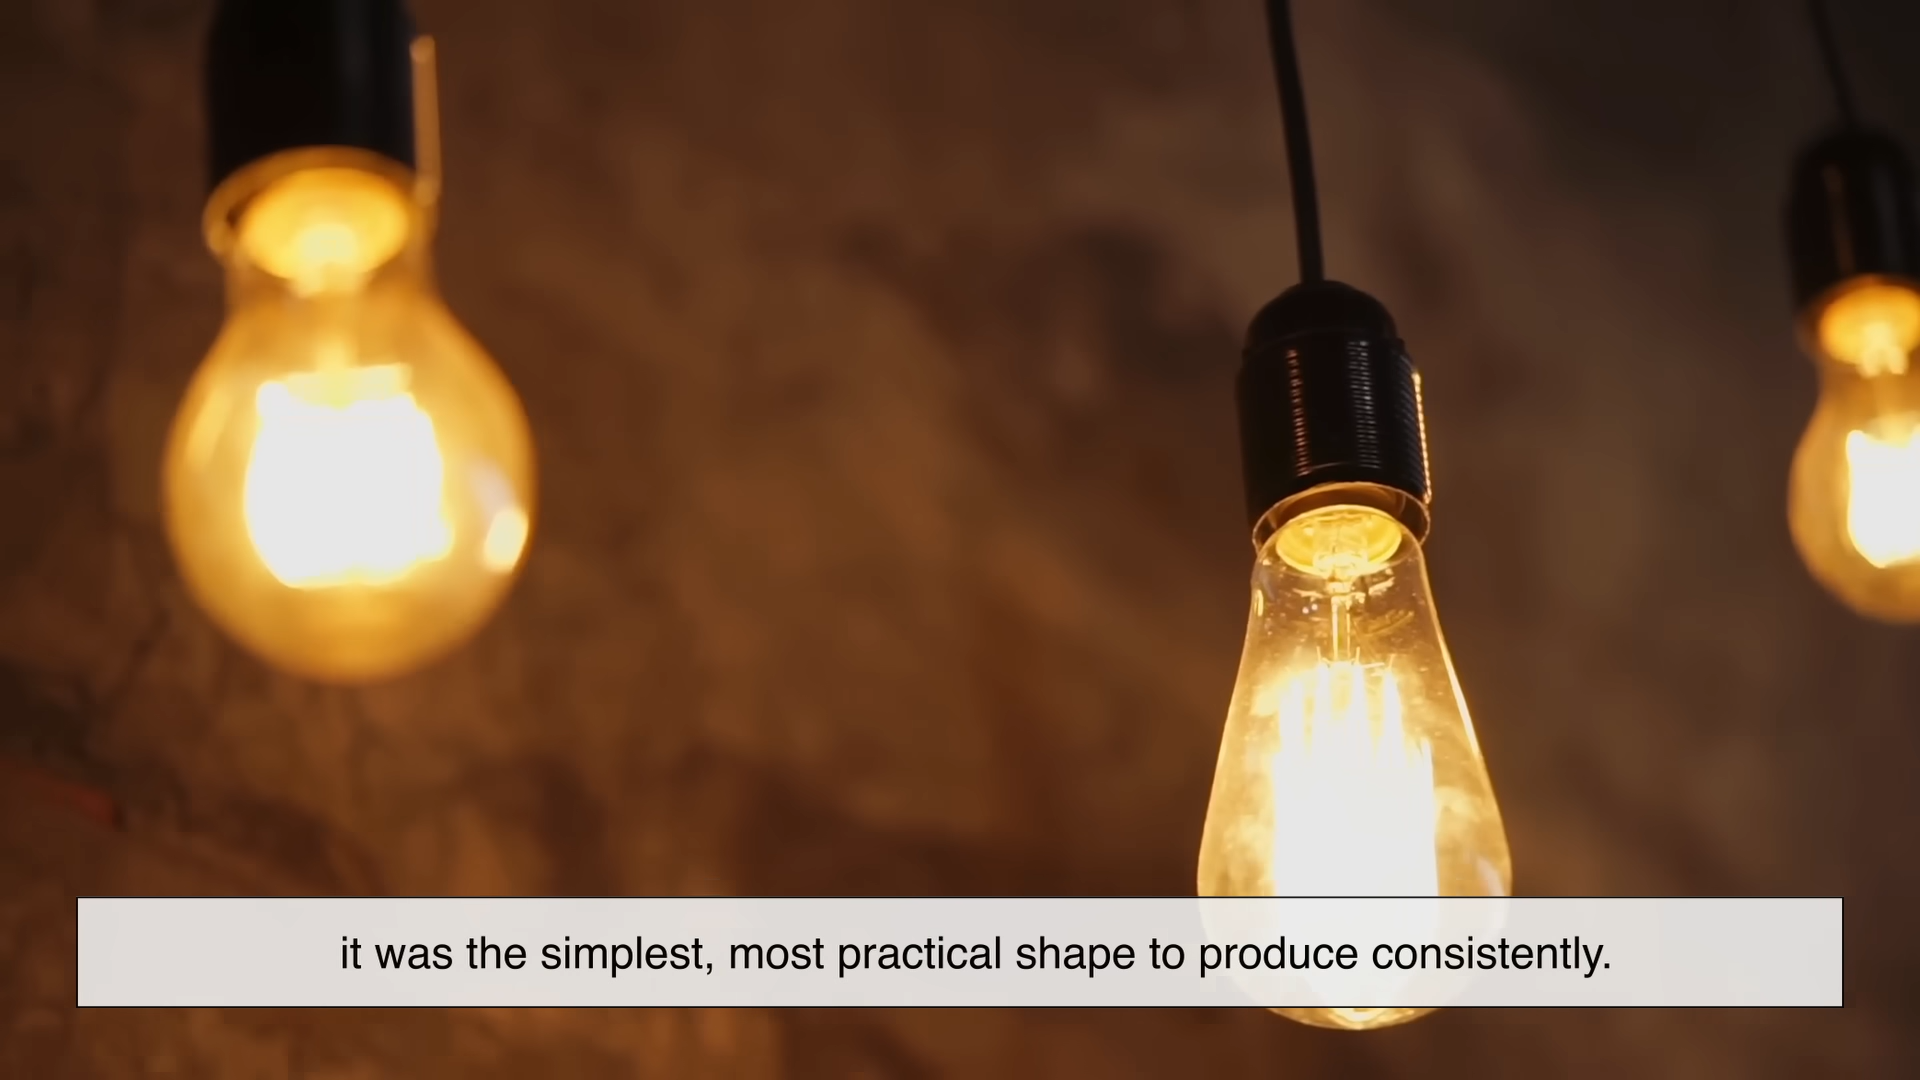 it was the simplest, most practical shape to produce consistently.